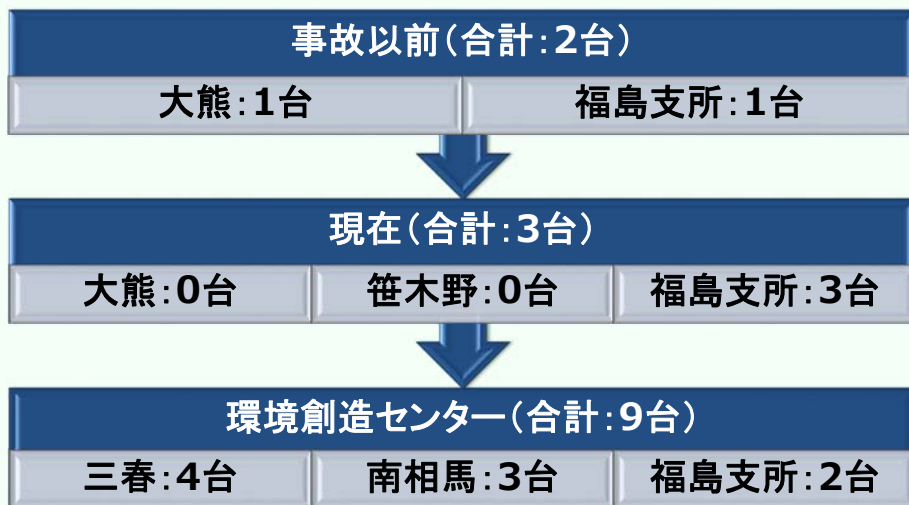 事故以前（合計：2台）
大熊：1台 福島支所：1台
現在（合計：3台）
大熊：0台 笹木野：0台 福島支所：3台
環境創造センター（合計：9台）
三春：4台 南相馬：3台 福島支所：2台